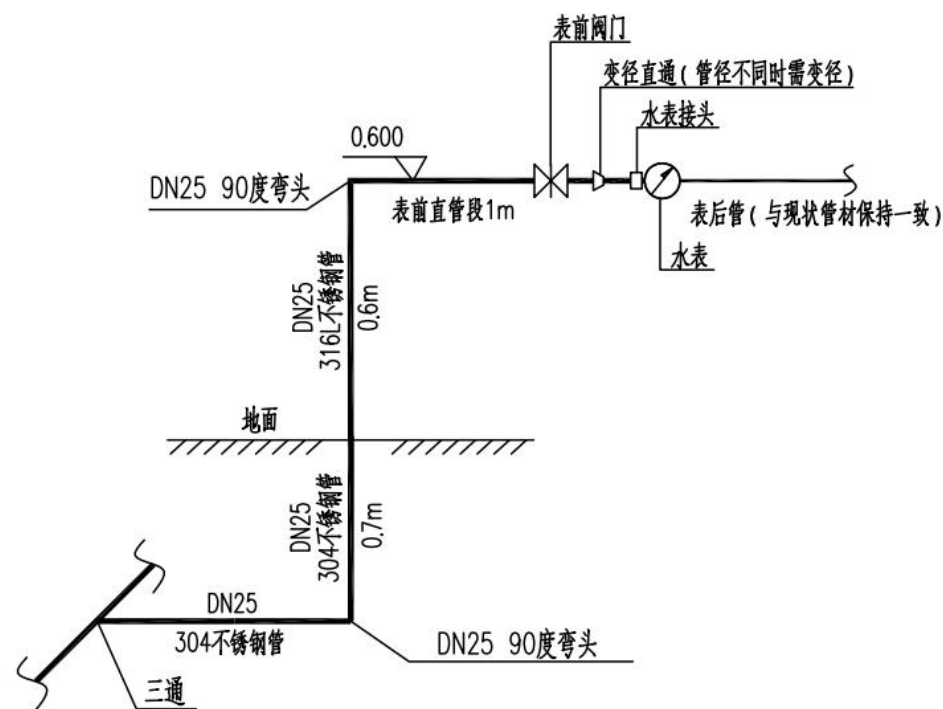 表前阀门
变径直通(管径不同时需变径)
水表接头
0.600
DN25 90度弯头
表前直管段1m
表后管(与现状管材保持一致)
水表
DN25
316L不锈钢管
0.6m
地面
DN25
304不锈钢管
0.7m
DN25
304不锈钢管
DN25 90度弯头
三通